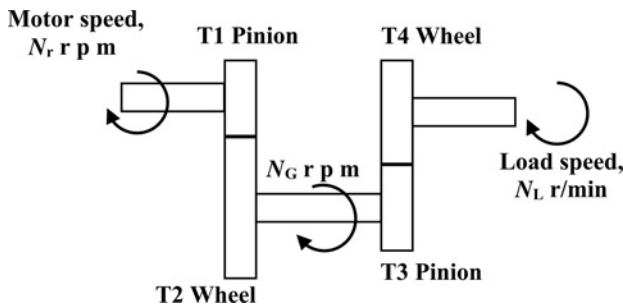 Motor speed,
Nr r p m
T1 Pinion
T4 Wheel
NG r p m
Load speed,
NL r/min
T2 Wheel
T3 Pinion